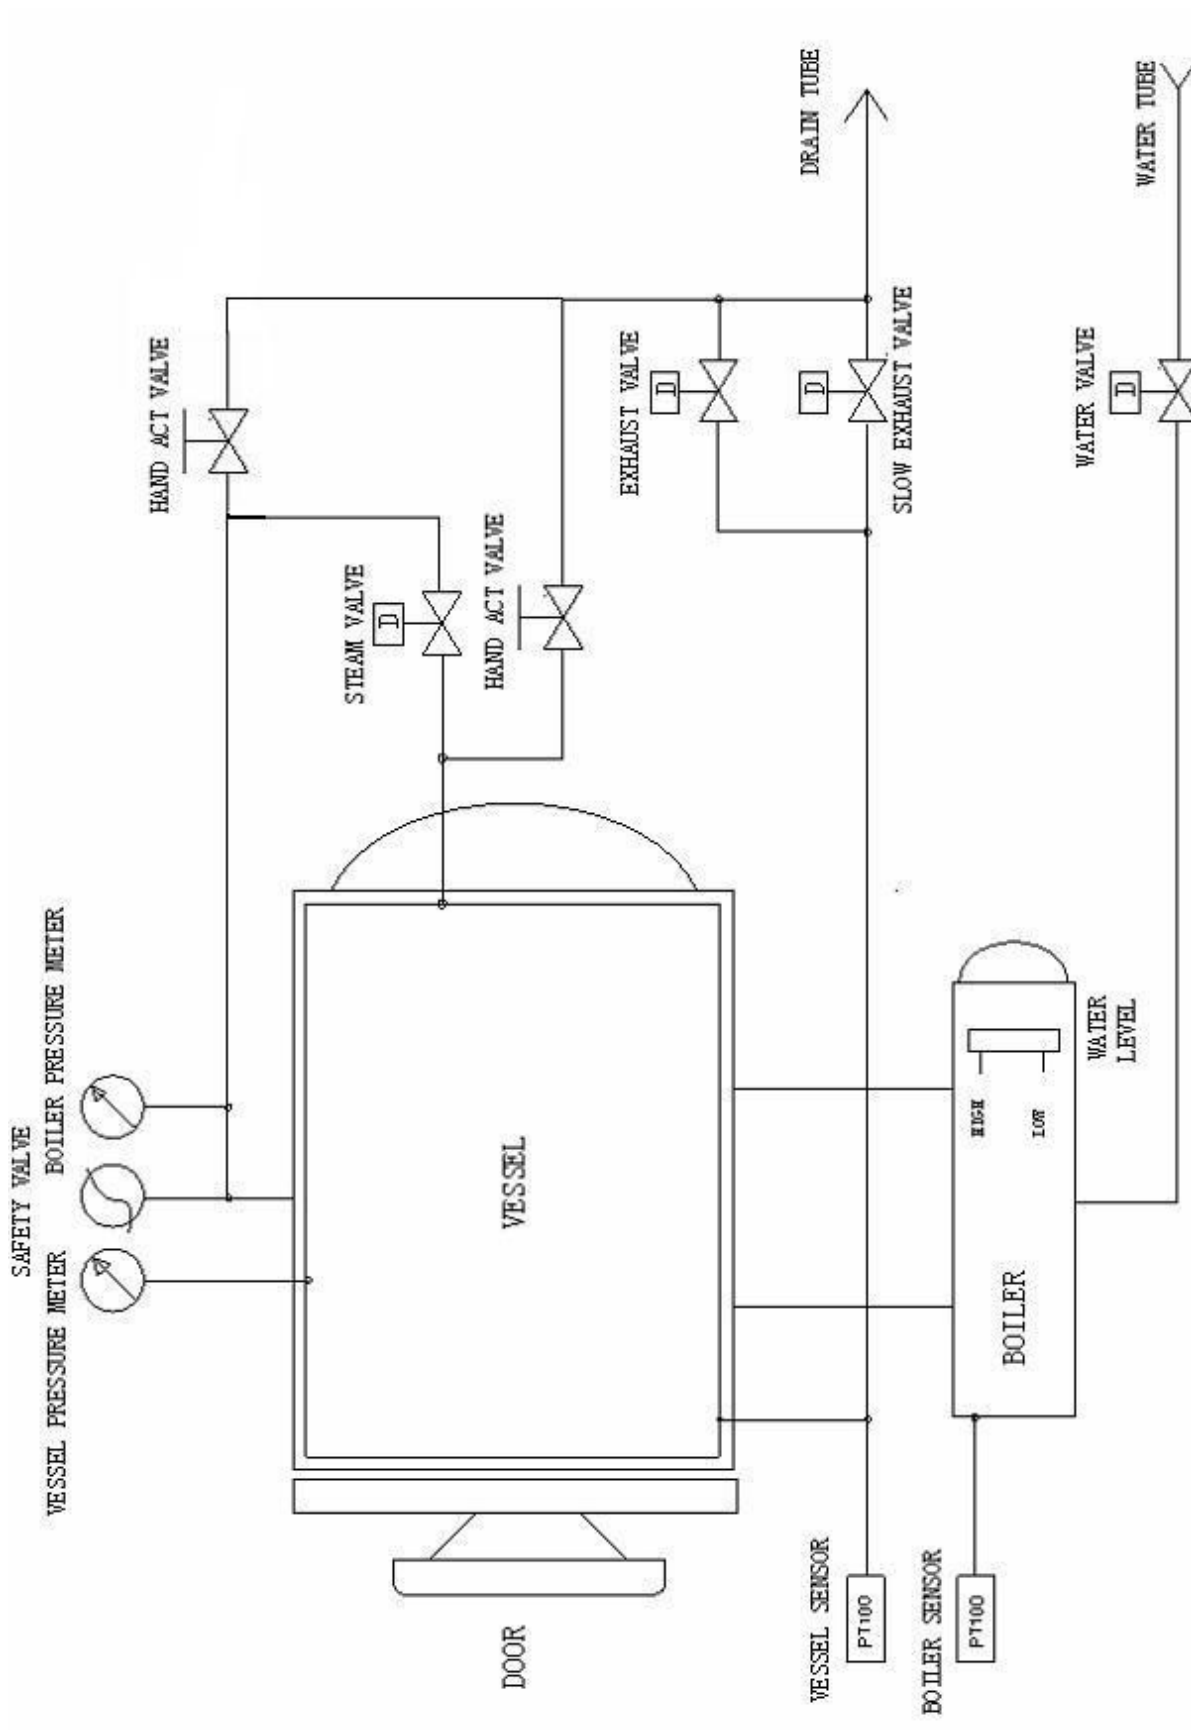 SAFETY VALVE
VESSEL PRESSURE METER
BOILER PRESSURE METER
HAND ACT VALVE
STEAM VALVE
D
HAND ACT VALVE
DOOR
VESSEL
EXHAUST VALVE
D
DRAIN TUBE
D
SLOW EXHAUST VALVE
VESSEL SENSOR
PT100
BOILER SENSOR
PT100
BOILER
HIGH
LOW
WATER
LEVEL
WATER VALVE
D
WATER TUBE